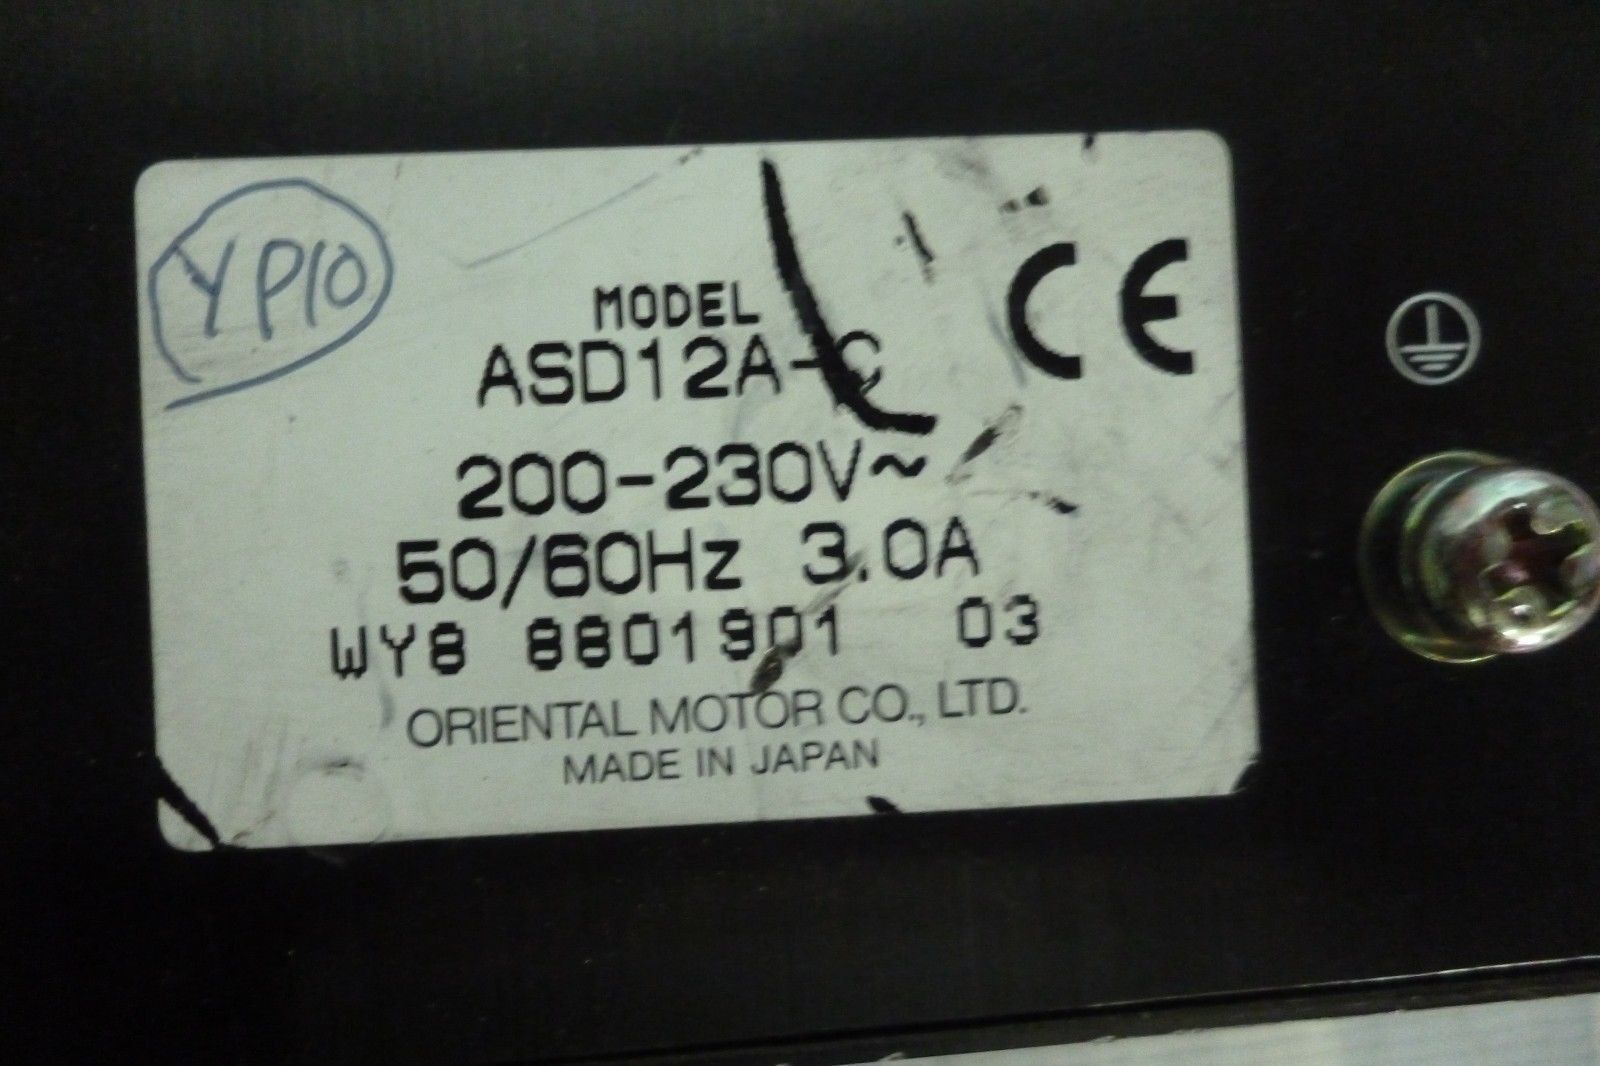 YP10
MODEL
ASD12A-C
CE
200-230V~
50/60Hz 3.0A
WY8 8801901 03
ORIENTAL MOTOR CO., LTD.
MADE IN JAPAN